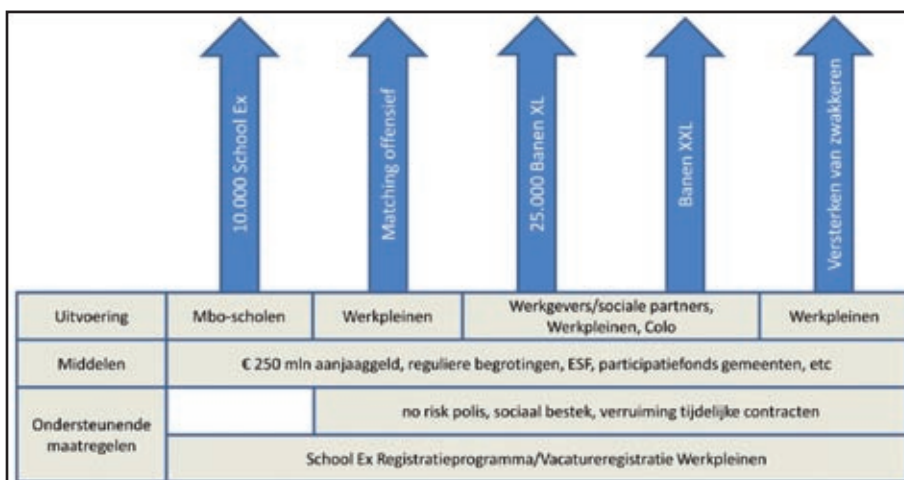 10.000 School Ex
Matching offensief
25.000 Banen XL
Banen XXL
Versterken van zwakkeren
Uitvoering
Mbo-scholen
Werkpleinen
Werkgevers/sociale partners,
Werkpleinen, Colo
Werkpleinen
Middelen
€ 250 mln aanjaaggeld, reguliere begrotingen, ESF, participatiefonds gemeenten, etc
Ondersteunende
maatregelen
no risk polis, sociaal bestek, verruiming tijdelijke contracten
School Ex Registratieprogramma/Vacatureregistratie Werkpleinen